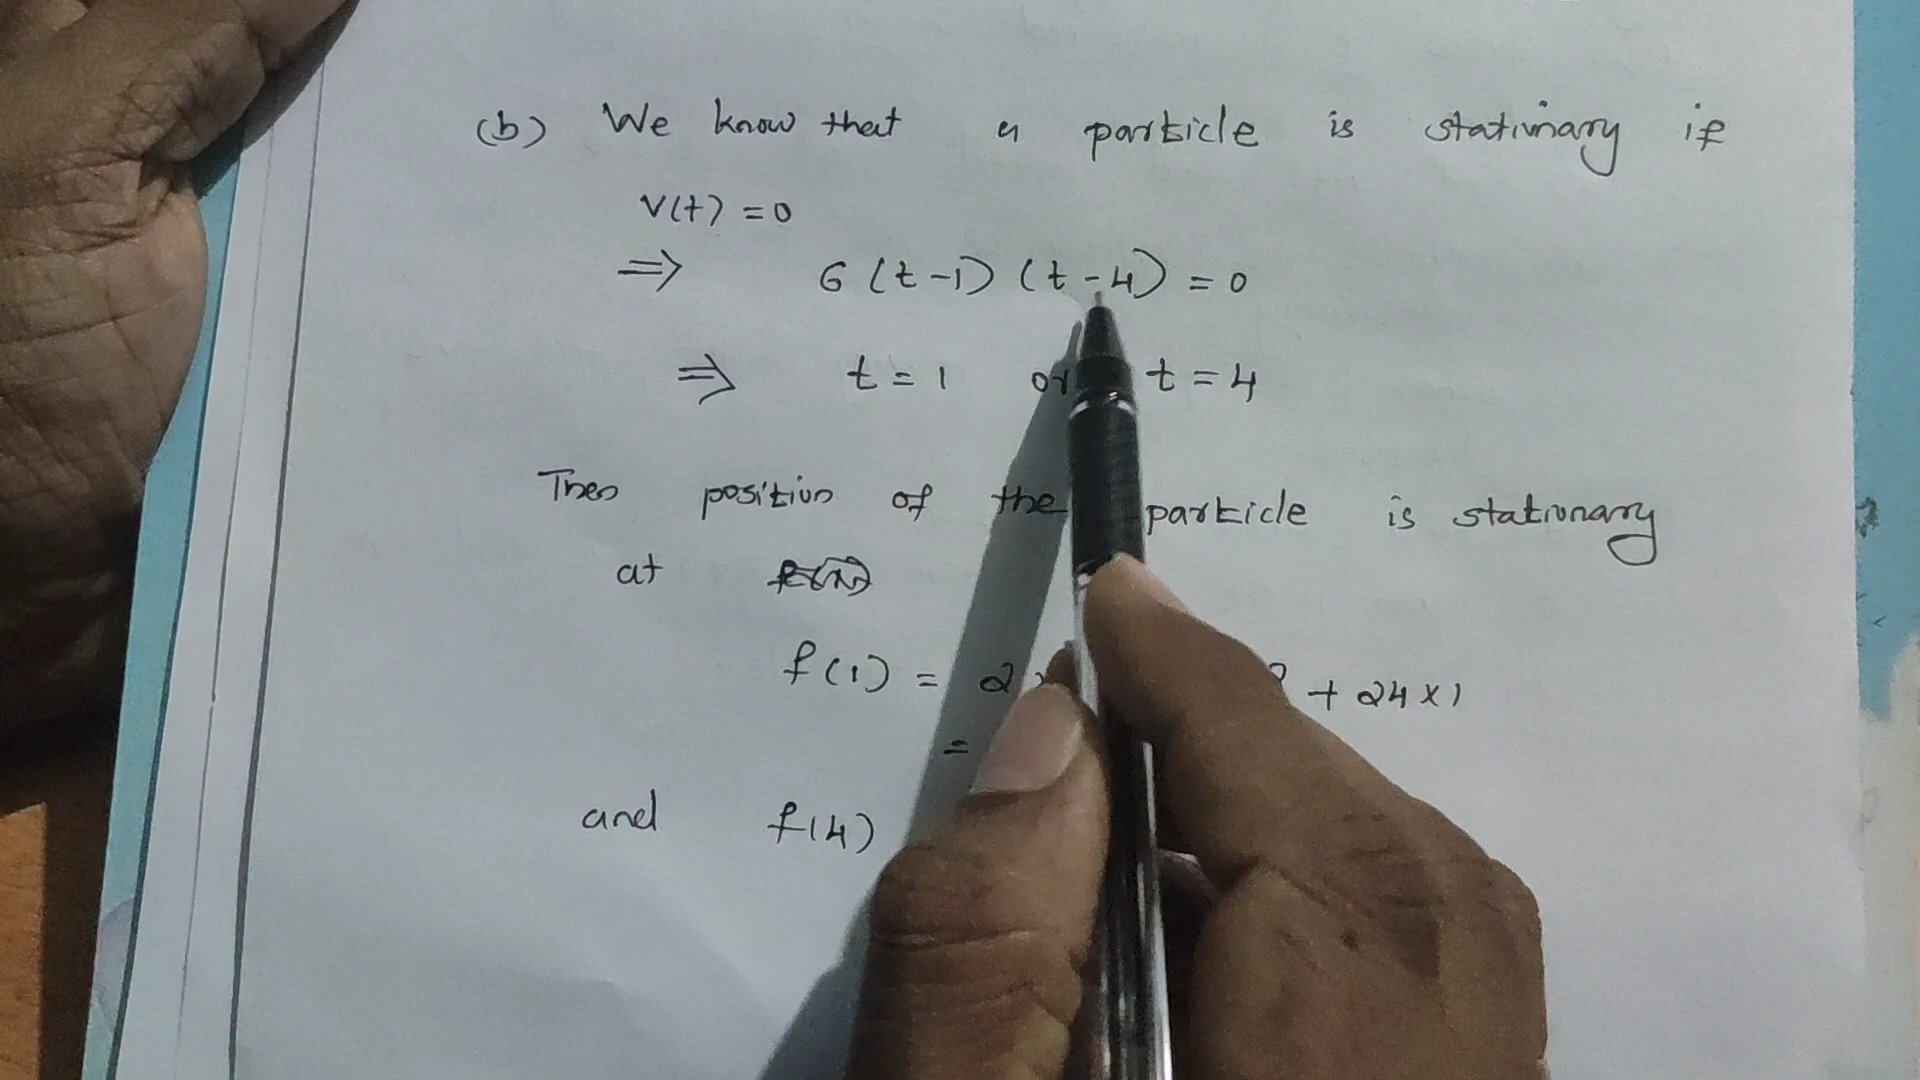 (b) We know that a particle is stationary if
v(t) = 0
⇒ 6 (t-1) (t-4) = 0
⇒ t = 1 or t = 4
Then position of the particle is stationary
at
f(1) = 2 + 24 × 1
=
and f(4)